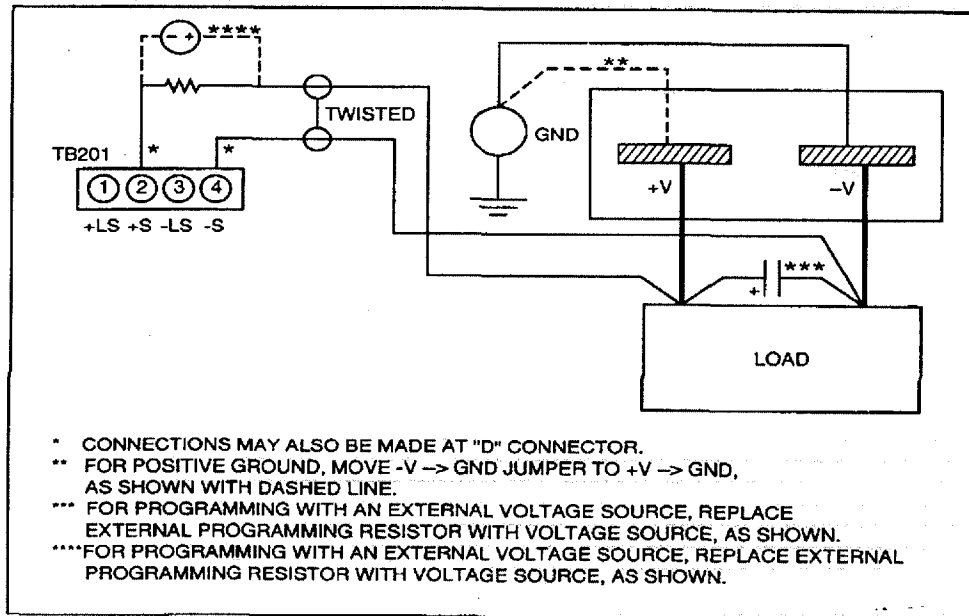 - + ****
**
TWISTED
GND
TB201 * *
1 2 3 4
+LS +S -LS -S
+V -V
+ ***
LOAD
* CONNECTIONS MAY ALSO BE MADE AT "D" CONNECTOR.
** FOR POSITIVE GROUND, MOVE -V --> GND JUMPER TO +V --> GND,
AS SHOWN WITH DASHED LINE.
*** FOR PROGRAMMING WITH AN EXTERNAL VOLTAGE SOURCE, REPLACE
EXTERNAL PROGRAMMING RESISTOR WITH VOLTAGE SOURCE, AS SHOWN.
****FOR PROGRAMMING WITH AN EXTERNAL VOLTAGE SOURCE, REPLACE EXTERNAL
PROGRAMMING RESISTOR WITH VOLTAGE SOURCE, AS SHOWN.